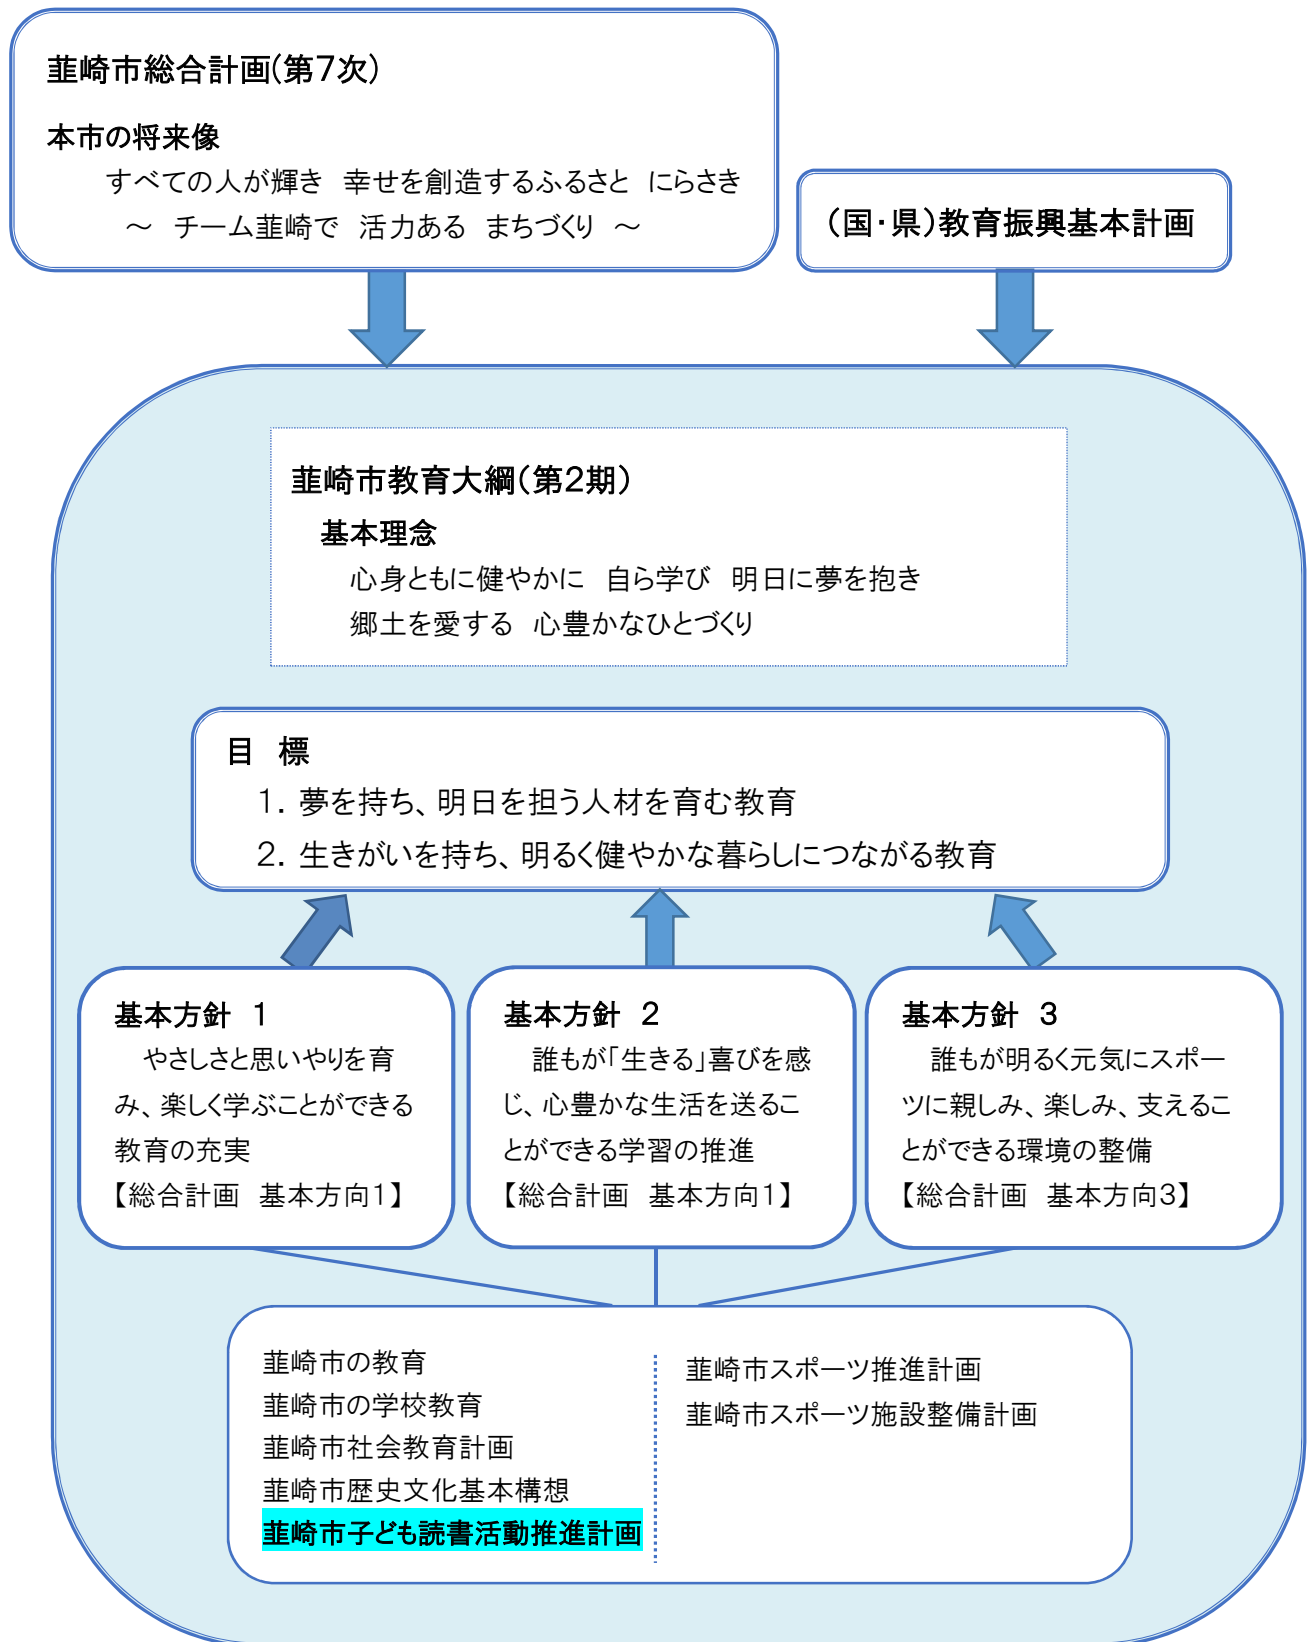 韮崎市総合計画(第7次)
本市の将来像
すべての人が輝き　幸せを創造するふるさと　にらさき
～　チーム韮崎で　活力ある　まちづくり　～
（国・県）教育振興基本計画
韮崎市教育大綱（第2期）
基本理念
心身ともに健やかに　自ら学び　明日に夢を抱き
郷土を愛する　心豊かなひとづくり
目　標
1．夢を持ち、明日を担う人材を育む教育
2．生きがいを持ち、明るく健やかな暮らしにつながる教育
基本方針　1
やさしさと思いやりを育
み、楽しく学ぶことができる
教育の充実
【総合計画　基本方向1】
基本方針　2
誰もが「生きる」喜びを感
じ、心豊かな生活を送るこ
とができる学習の推進
【総合計画　基本方向1】
基本方針　3
誰もが明るく元気にスポー
ツに親しみ、楽しみ、支えるこ
とができる環境の整備
【総合計画　基本方向3】
韮崎市の教育
韮崎市の学校教育
韮崎市社会教育計画
韮崎市歴史文化基本構想
韮崎市子ども読書活動推進計画
韮崎市スポーツ推進計画
韮崎市スポーツ施設整備計画